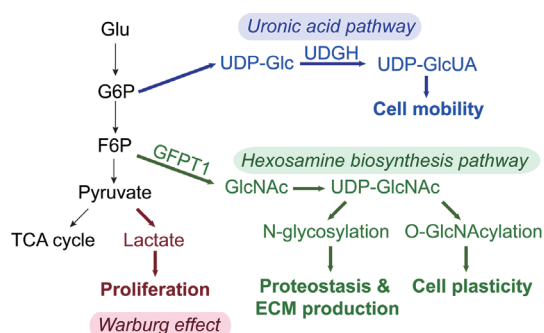 Uronic acid pathway
Glu
UDP-Glc
UDGH
UDP-GlcUA
G6P
Cell mobility
F6P
GFPT1
Hexosamine biosynthesis pathway
GlcNAc
UDP-GlcNAc
Pyruvate
TCA cycle
Lactate
N-glycosylation
O-GlcNAcylation
Proliferation
Proteostasis &
ECM production
Cell plasticity
Warburg effect